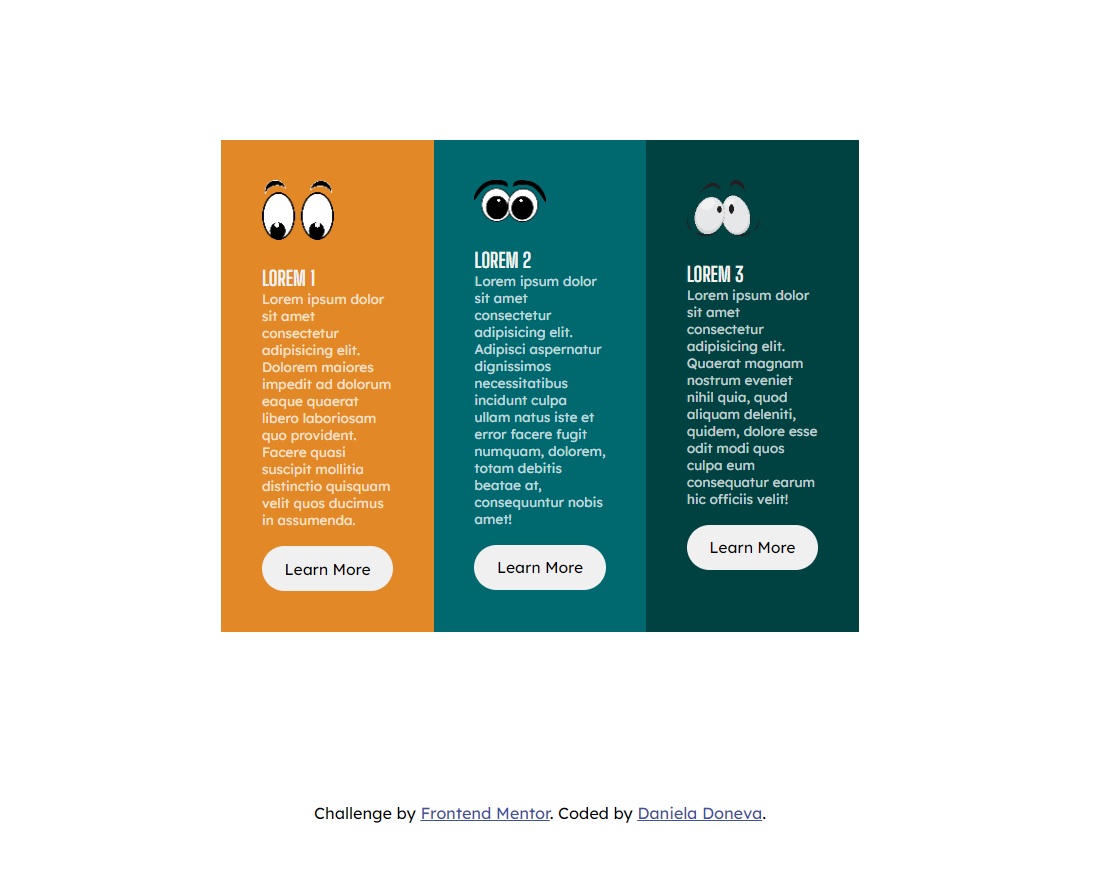 LOREM 1
Lorem ipsum dolor
sit amet
consectetur
adipisicing elit.
Dolorem maiores
impedit ad dolorum
eaque quaerat
libero laboriosam
quo provident.
Facere quasi
suscipit mollitia
distinctio quisquam
velit quos ducimus
in assumenda.
Learn More
LOREM 2
Lorem ipsum dolor
sit amet
consectetur
adipisicing elit.
Adipisci aspernatur
dignissimos
necessitatibus
incidunt culpa
ullam natus iste et
error facere fugit
numquam, dolorem,
totam debitis
beatae at,
consequuntur nobis
amet!
Learn More
LOREM 3
Lorem ipsum dolor
sit amet
consectetur
adipisicing elit.
Quaerat magnam
nostrum eveniet
nihil quia, quod
aliquam deleniti,
quidem, dolore esse
odit modi quos
culpa eum
consequatur earum
hic officiis velit!
Learn More
Challenge by Frontend Mentor. Coded by Daniela Doneva.